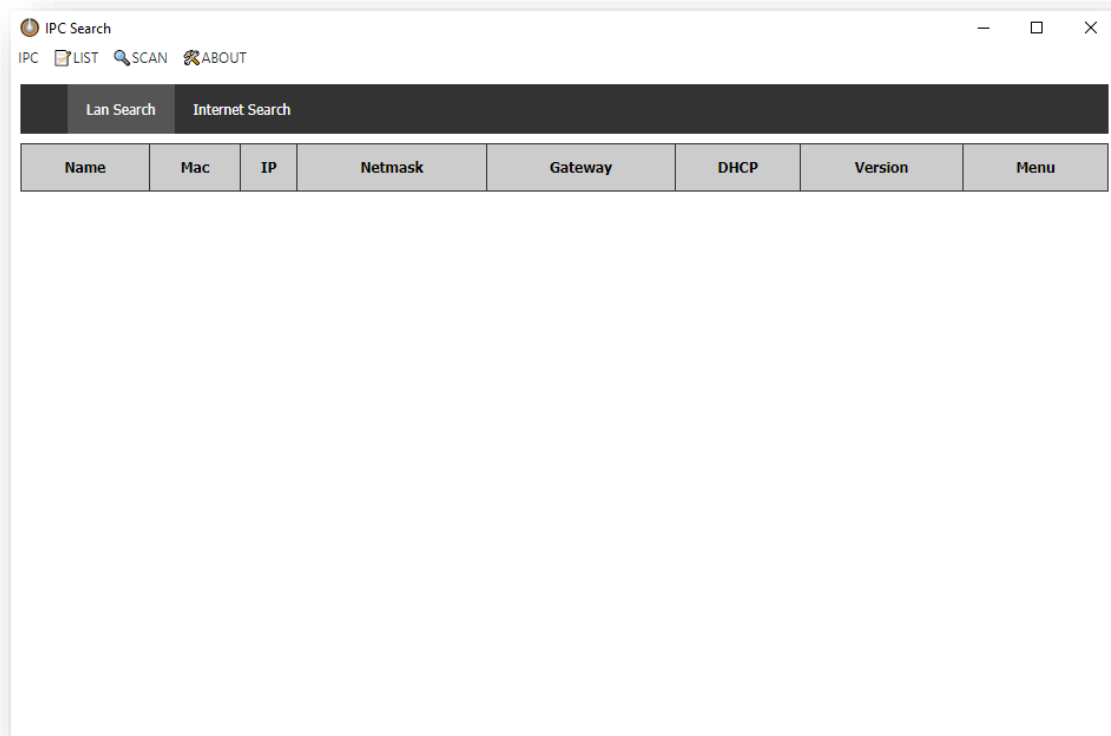 IPC Search
IPC LIST SCAN ABOUT
Lan Search Internet Search
Name Mac IP Netmask Gateway DHCP Version Menu